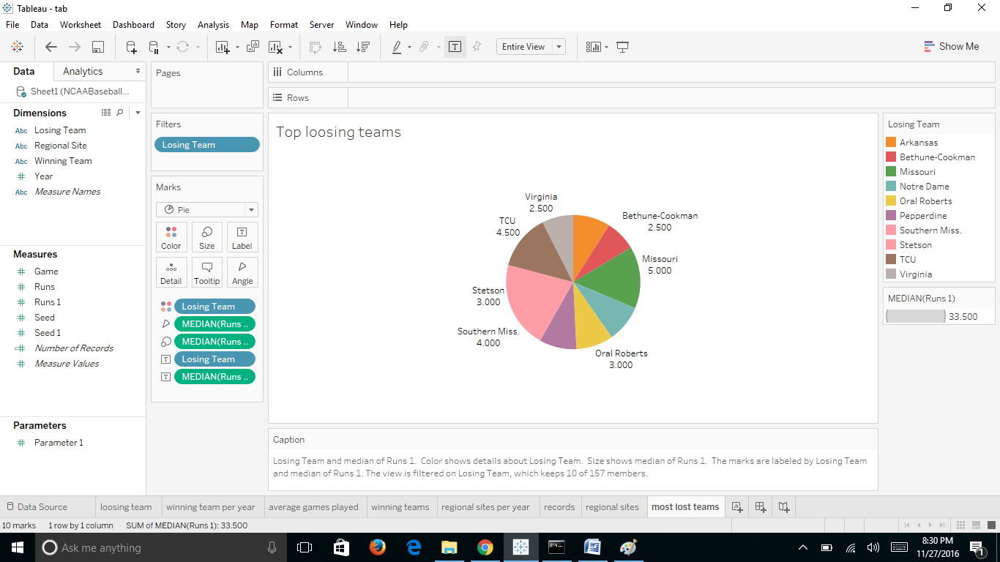 Tableau - tab
File Data Worksheet Dashboard Story Analysis Map Format Server Window Help
Entire View
Show Me
Data Analytics
Sheet1 (NCAABaseball...
Dimensions
Abc Losing Team
Abc Regional Site
Abc Winning Team
# Year
Abc Measure Names
Measures
# Game
# Runs
# Runs 1
# Seed
# Seed 1
=# Number of Records
# Measure Values
Parameters
# Parameter 1
Pages
Filters
Losing Team
Marks
Pie
Color Size Label
Detail Tooltip Angle
Losing Team
MEDIAN(Runs ..
MEDIAN(Runs ..
Losing Team
MEDIAN(Runs ..
Columns
Rows
Top loosing teams
Virginia
2.500
TCU
4.500
Bethune-Cookman
2.500
Missouri
5.000
Stetson
3.000
Southern Miss.
4.000
Oral Roberts
3.000
Losing Team
Arkansas
Bethune-Cookman
Missouri
Notre Dame
Oral Roberts
Pepperdine
Southern Miss.
Stetson
TCU
Virginia
MEDIAN(Runs 1)
33.500
Caption
Losing Team and median of Runs 1. Color shows details about Losing Team. Size shows median of Runs 1. The marks are labeled by Losing Team
and median of Runs 1. The view is filtered on Losing Team, which keeps 10 of 157 members.
Data Source loosing team winning team per year average games played winning teams regional sites per year records regional sites most lost teams
10 marks 1 row by 1 column SUM of MEDIAN(Runs 1): 33.500
Ask me anything
8:30 PM
11/27/2016
1